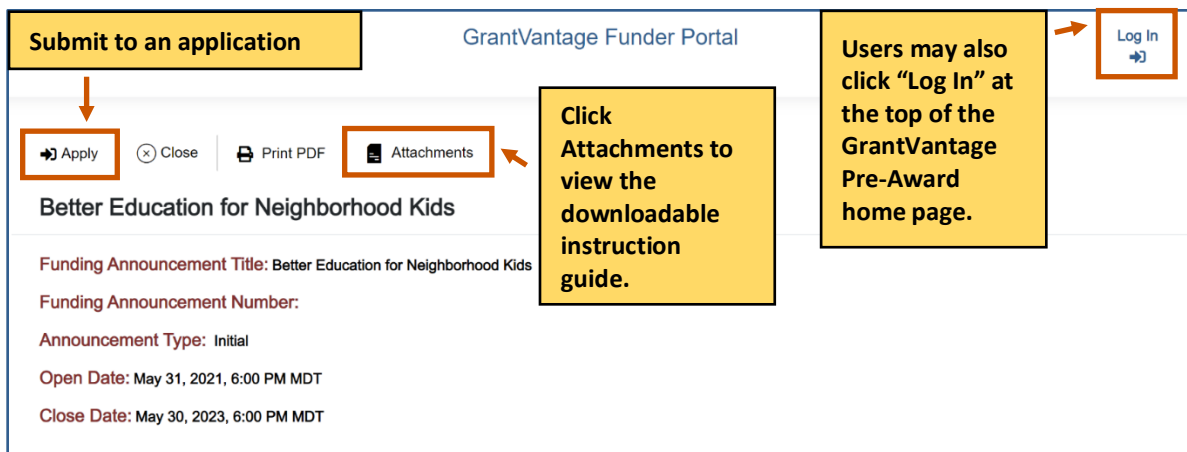 Submit to an application
GrantVantage Funder Portal
Users may also
click “Log In” at
the top of the
GrantVantage
Pre-Award
home page.
Log In
Apply
Close
Print PDF
Attachments
Click
Attachments to
view the
downloadable
instruction
guide.
Better Education for Neighborhood Kids
Funding Announcement Title: Better Education for Neighborhood Kids
Funding Announcement Number:
Announcement Type: Initial
Open Date: May 31, 2021, 6:00 PM MDT
Close Date: May 30, 2023, 6:00 PM MDT